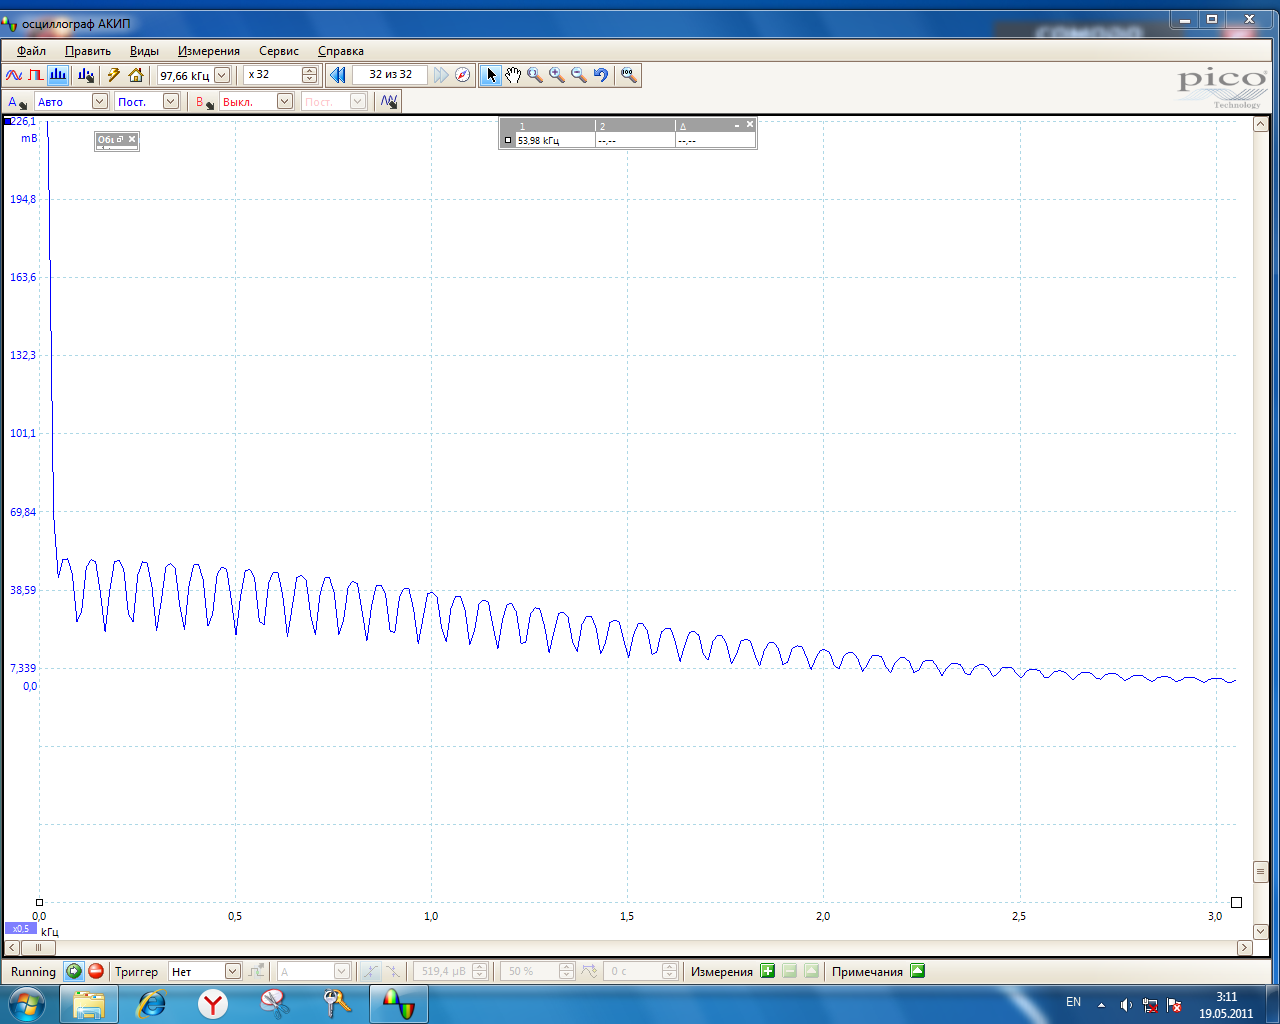 осциллограф АКИП
Файл Править Виды Измерения Сервис Справка
97,66 кГц x 32 32 из 32
pico
Technology
A Авто Пост. B Выкл. Пост.
226,1
мВ
1 2 Δ
53,98 кГц --,-- --,--
194,8
163,6
132,3
101,1
69,84
38,59
7,339
0,0
0,0 0,5 1,0 1,5 2,0 2,5 3,0
x0,5 кГц
Running Триггер Нет A 519,4 µВ 50 % 0 с Измерения Примечания
EN 3:11
19.05.2011